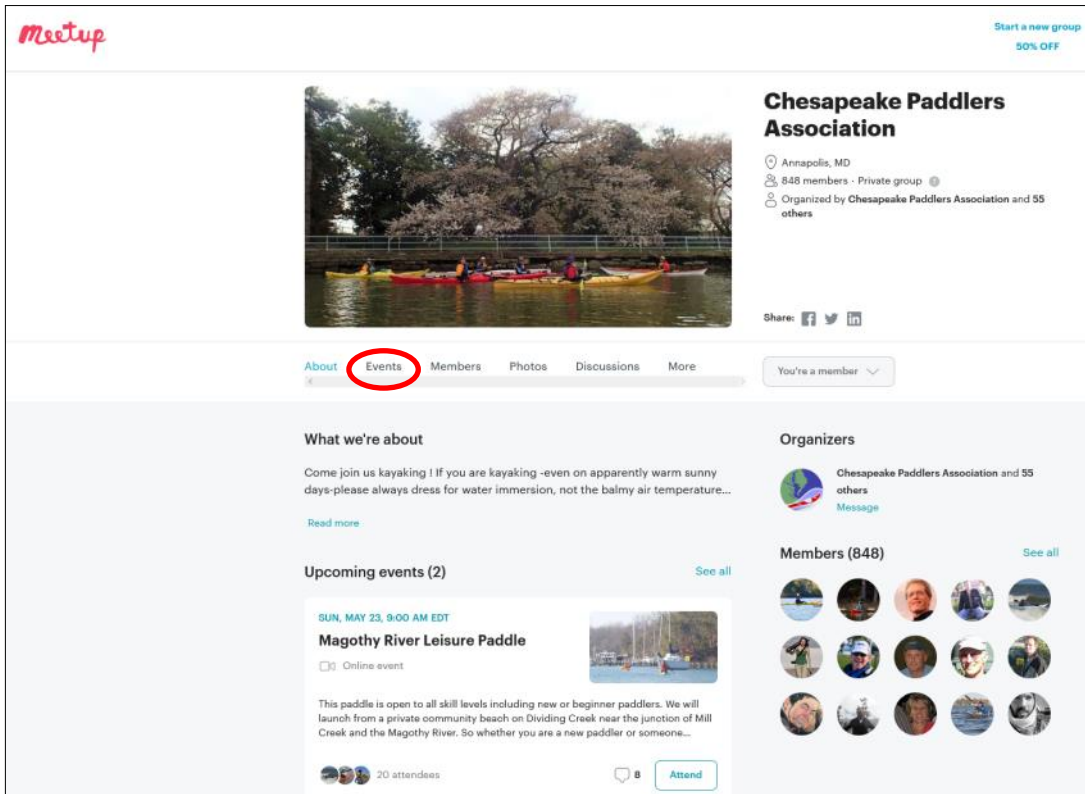 Meetup
Start a new group
50% OFF
Chesapeake Paddlers
Association
Annapolis, MD
848 members · Private group ?
Organized by Chesapeake Paddlers Association and 55
others
Share:
About Events Members Photos Discussions More
You're a member
What we're about
Come join us kayaking ! If you are kayaking -even on apparently warm sunny
days-please always dress for water immersion, not the balmy air temperature...
Read more
Organizers
Chesapeake Paddlers Association and 55
others
Message
Upcoming events (2)
See all
SUN, MAY 23, 9:00 AM EDT
Magothy River Leisure Paddle
Online event
This paddle is open to all skill levels including new or beginner paddlers. We will
launch from a private community beach on Dividing Creek near the junction of Mill
Creek and the Magothy River. So whether you are a new paddler or someone...
20 attendees
8
Attend
Members (848)
See all